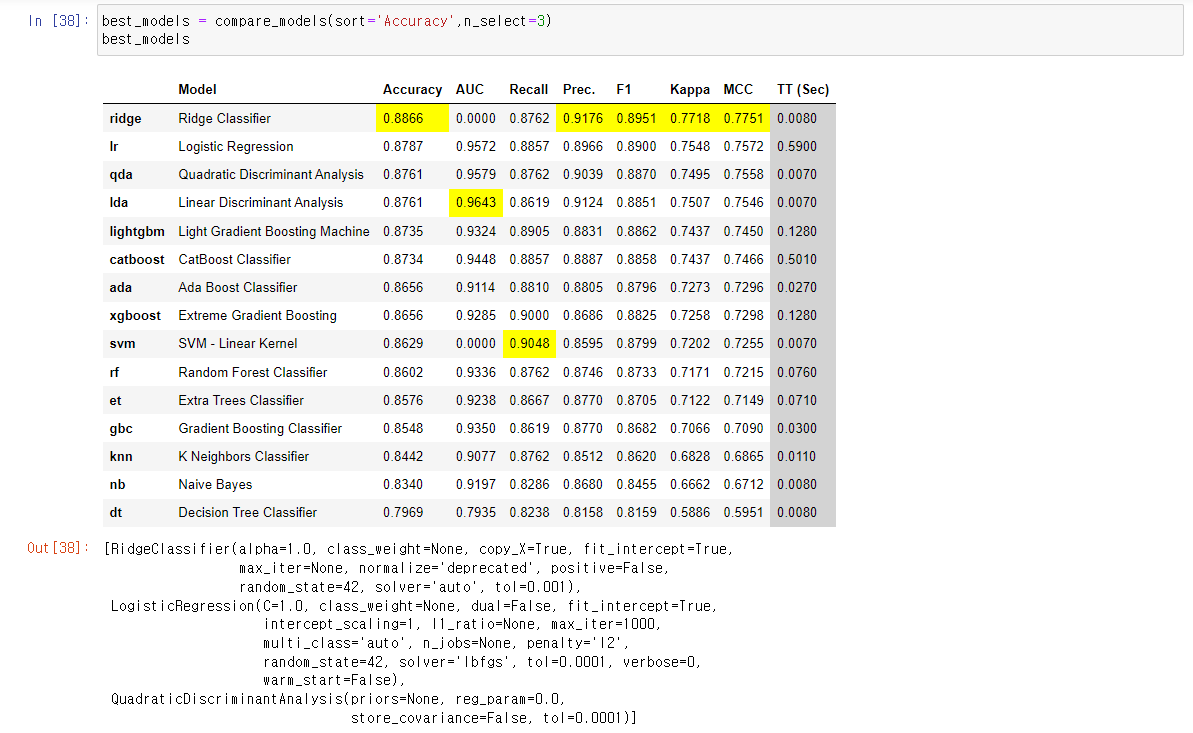 In [38]: best_models = compare_models(sort='Accuracy',n_select=3)
best_models
Model Accuracy AUC Recall Prec. F1 Kappa MCC TT (Sec)
ridge Ridge Classifier 0.8866 0.0000 0.8762 0.9176 0.8951 0.7718 0.7751 0.0080
lr Logistic Regression 0.8787 0.9572 0.8857 0.8966 0.8900 0.7548 0.7572 0.5900
qda Quadratic Discriminant Analysis 0.8761 0.9579 0.8762 0.9039 0.8870 0.7495 0.7558 0.0070
lda Linear Discriminant Analysis 0.8761 0.9643 0.8619 0.9124 0.8851 0.7507 0.7546 0.0070
lightgbm Light Gradient Boosting Machine 0.8735 0.9324 0.8905 0.8831 0.8862 0.7437 0.7450 0.1280
catboost CatBoost Classifier 0.8734 0.9448 0.8857 0.8887 0.8858 0.7437 0.7466 0.5010
ada Ada Boost Classifier 0.8656 0.9114 0.8810 0.8805 0.8796 0.7273 0.7296 0.0270
xgboost Extreme Gradient Boosting 0.8656 0.9285 0.9000 0.8686 0.8825 0.7258 0.7298 0.1280
svm SVM - Linear Kernel 0.8629 0.0000 0.9048 0.8595 0.8799 0.7202 0.7255 0.0070
rf Random Forest Classifier 0.8602 0.9336 0.8762 0.8746 0.8733 0.7171 0.7215 0.0760
et Extra Trees Classifier 0.8576 0.9238 0.8667 0.8770 0.8705 0.7122 0.7149 0.0710
gbc Gradient Boosting Classifier 0.8548 0.9350 0.8619 0.8770 0.8682 0.7066 0.7090 0.0300
knn K Neighbors Classifier 0.8442 0.9077 0.8762 0.8512 0.8620 0.6828 0.6865 0.0110
nb Naive Bayes 0.8340 0.9197 0.8286 0.8680 0.8455 0.6662 0.6712 0.0080
dt Decision Tree Classifier 0.7969 0.7935 0.8238 0.8158 0.8159 0.5886 0.5951 0.0080
Out[38]: [RidgeClassifier(alpha=1.0, class_weight=None, copy_X=True, fit_intercept=True,
max_iter=None, normalize='deprecated', positive=False,
random_state=42, solver='auto', tol=0.001),
LogisticRegression(C=1.0, class_weight=None, dual=False, fit_intercept=True,
intercept_scaling=1, l1_ratio=None, max_iter=1000,
multi_class='auto', n_jobs=None, penalty='l2',
random_state=42, solver='lbfgs', tol=0.0001, verbose=0,
warm_start=False),
QuadraticDiscriminantAnalysis(priors=None, reg_param=0.0,
store_covariance=False, tol=0.0001)]